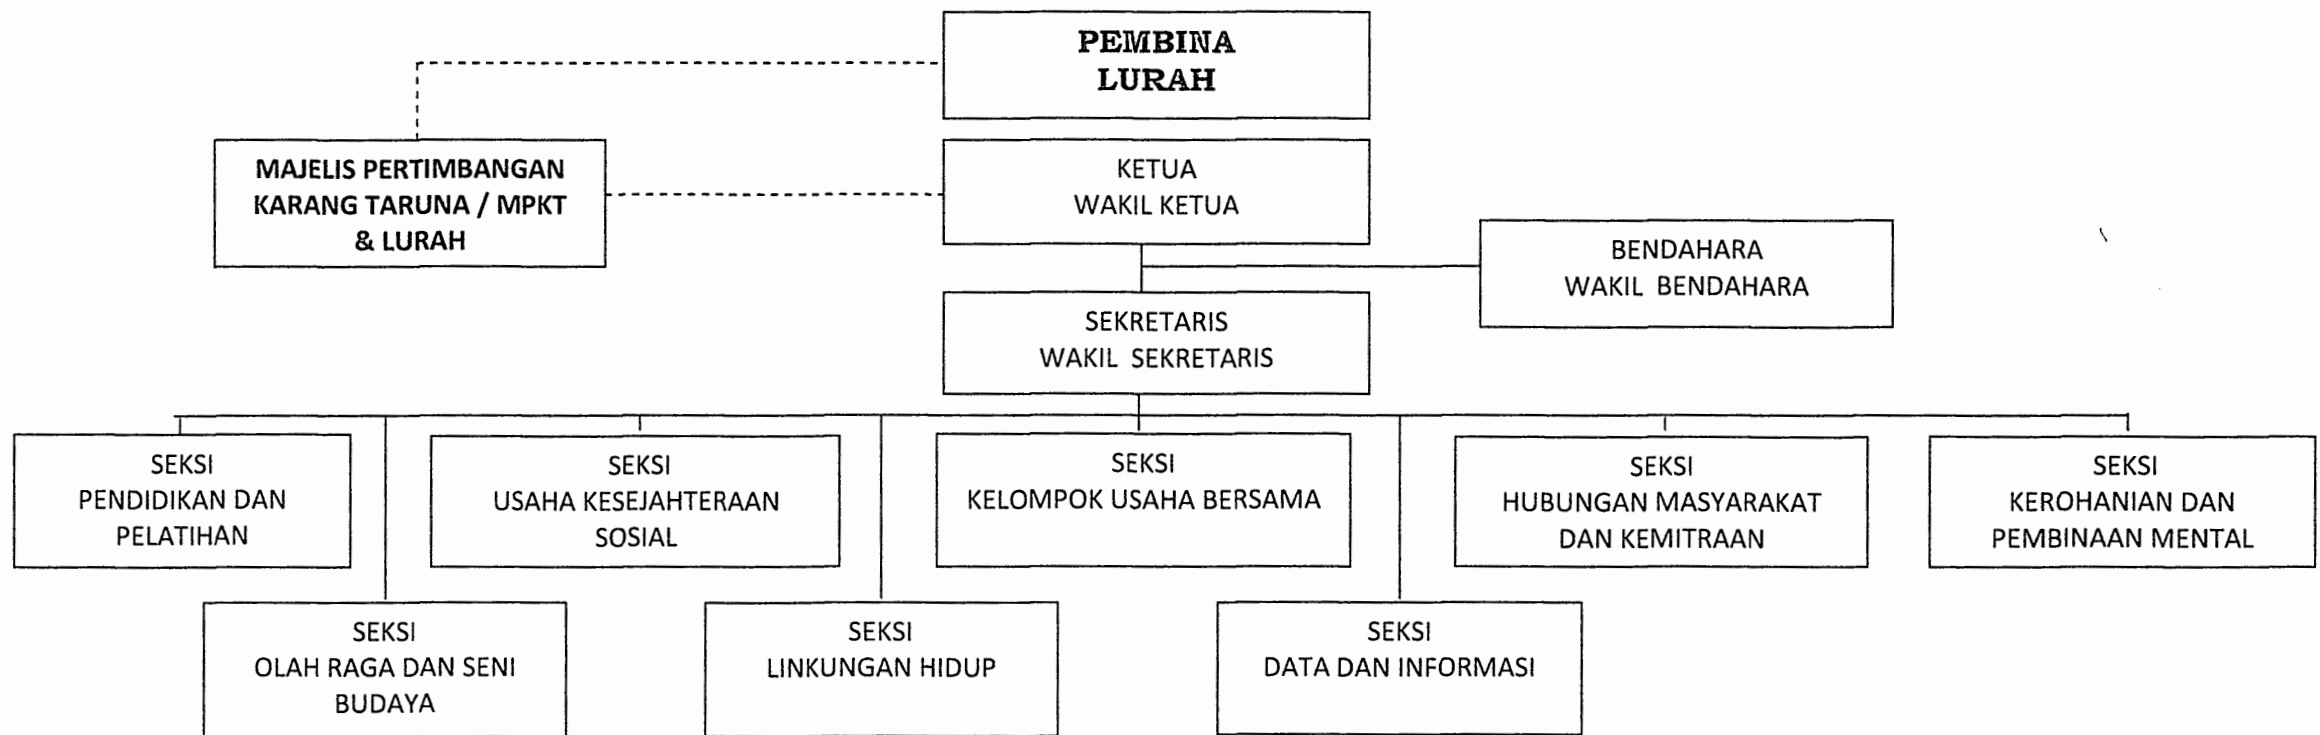 PEMBINA
LURAH
MAJELIS PERTIMBANGAN
KARANG TARUNA / MPKT
& LURAH
KETUA
WAKIL KETUA
BENDAHARA
WAKIL BENDAHARA
SEKRETARIS
WAKIL SEKRETARIS
SEKSI
PENDIDIKAN DAN
PELATIHAN
SEKSI
USAHA KESEJAHTERAAN
SOSIAL
SEKSI
KELOMPOK USAHA BERSAMA
SEKSI
HUBUNGAN MASYARAKAT
DAN KEMITRAAN
SEKSI
KEROHANIAN DAN
PEMBINAAN MENTAL
SEKSI
OLAH RAGA DAN SENI
BUDAYA
SEKSI
LINKUNGAN HIDUP
SEKSI
DATA DAN INFORMASI